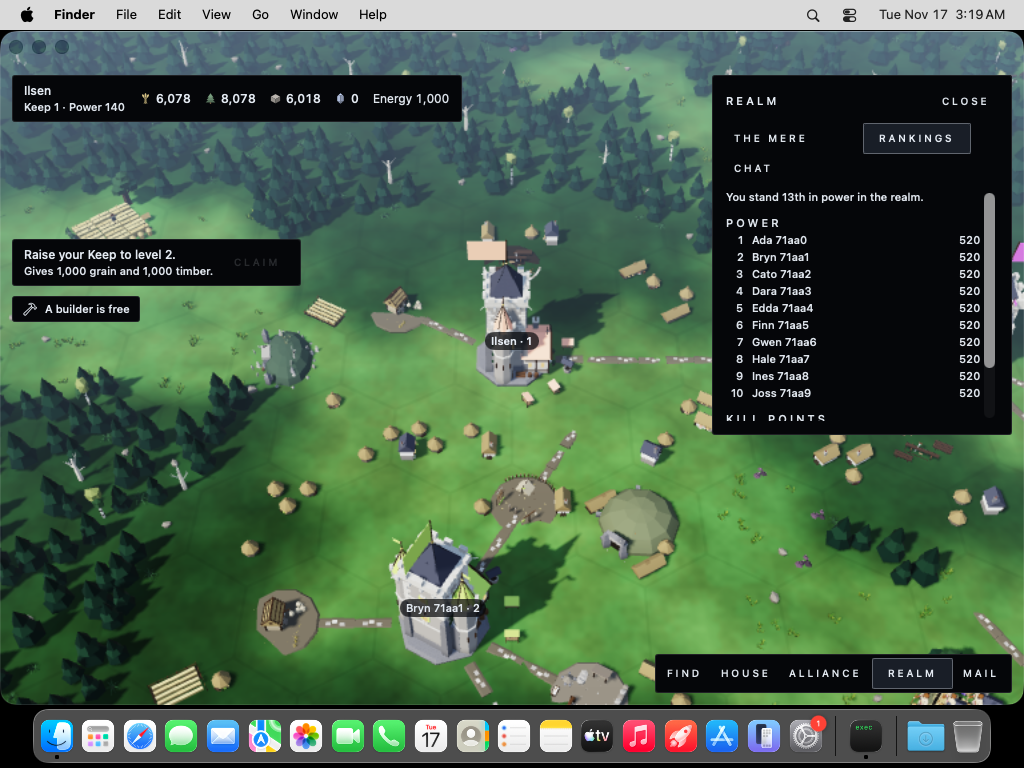 Finder File Edit View Go Window Help Tue Nov 17 3:19 AM
Ilsen
Keep 1 · Power 140
6,078 8,078 6,018 0 Energy 1,000
REALM CLOSE
THE MERE RANKINGS
CHAT
You stand 13th in power in the realm.
POWER
1 Ada 71aa0 520
2 Bryn 71aa1 520
3 Cato 71aa2 520
4 Dara 71aa3 520
5 Edda 71aa4 520
6 Finn 71aa5 520
7 Gwen 71aa6 520
8 Hale 71aa7 520
9 Ines 71aa8 520
10 Joss 71aa9 520
KILL POINTS
Raise your Keep to level 2.
Gives 1,000 grain and 1,000 timber.
CLAIM
A builder is free
Ilsen · 1
Bryn 71aa1 · 2
FIND HOUSE ALLIANCE REALM MAIL
Tue
17
tv
1
exec